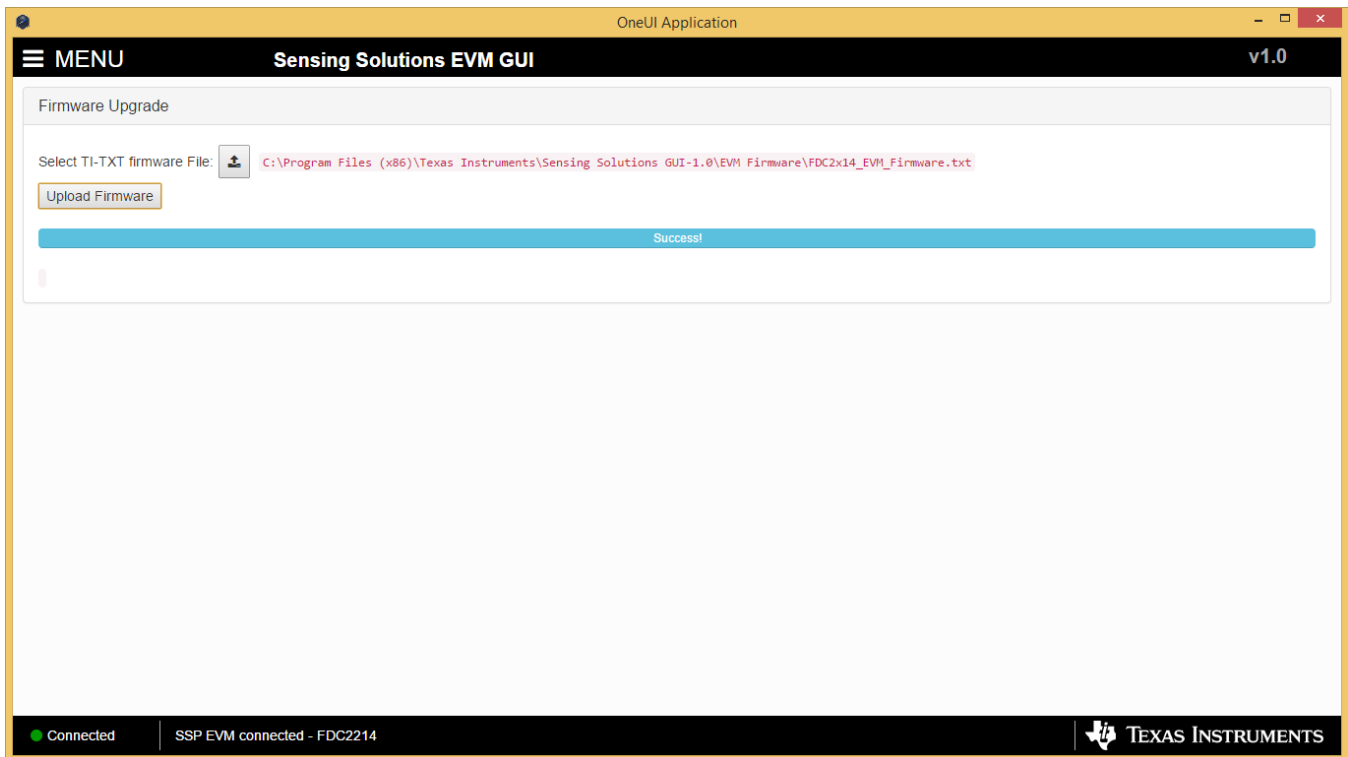 OneUI Application
MENU
Sensing Solutions EVM GUI
v1.0
Firmware Upgrade
Select TI-TXT firmware File: C:\Program Files (x86)\Texas Instruments\Sensing Solutions GUI-1.0\EVM Firmware\FDC2x14_EVM_Firmware.txt
Upload Firmware
Success!
Connected
SSP EVM connected - FDC2214
TEXAS INSTRUMENTS